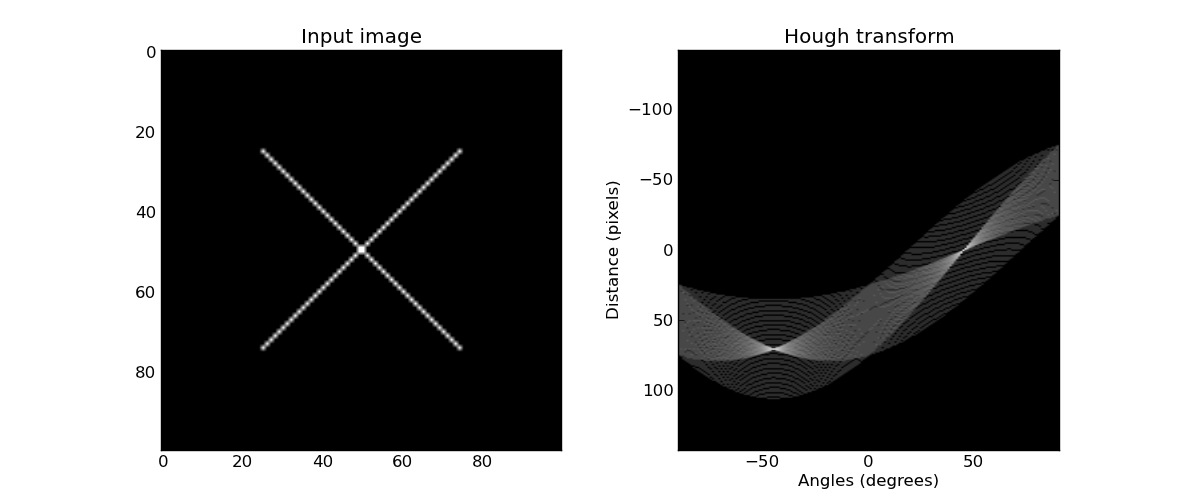 Input image
0
20
40
60
80
0 20 40 60 80
Hough transform
−100
−50
0
50
100
Distance (pixels)
−50 0 50
Angles (degrees)